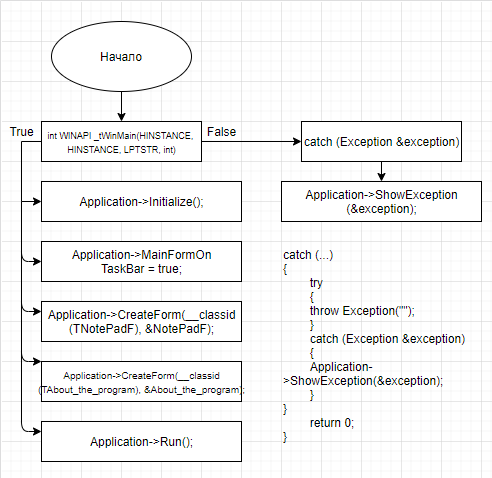 Начало
True
int WINAPI _tWinMain(HINSTANCE,
HINSTANCE, LPTSTR, int)
False
catch (Exception &exception)
Application->Initialize();
Application->ShowException
(&exception);
Application->MainFormOn
TaskBar = true;
Application->CreateForm(__classid
(TNotePadF), &NotePadF);
Application->CreateForm(__classid
(TAbout_the_program), &About_the_program);
Application->Run();
catch (...)
{
try
{
throw Exception("");
}
catch (Exception &exception)
{
Application-
>ShowException(&exception);
}
}
return 0;
}